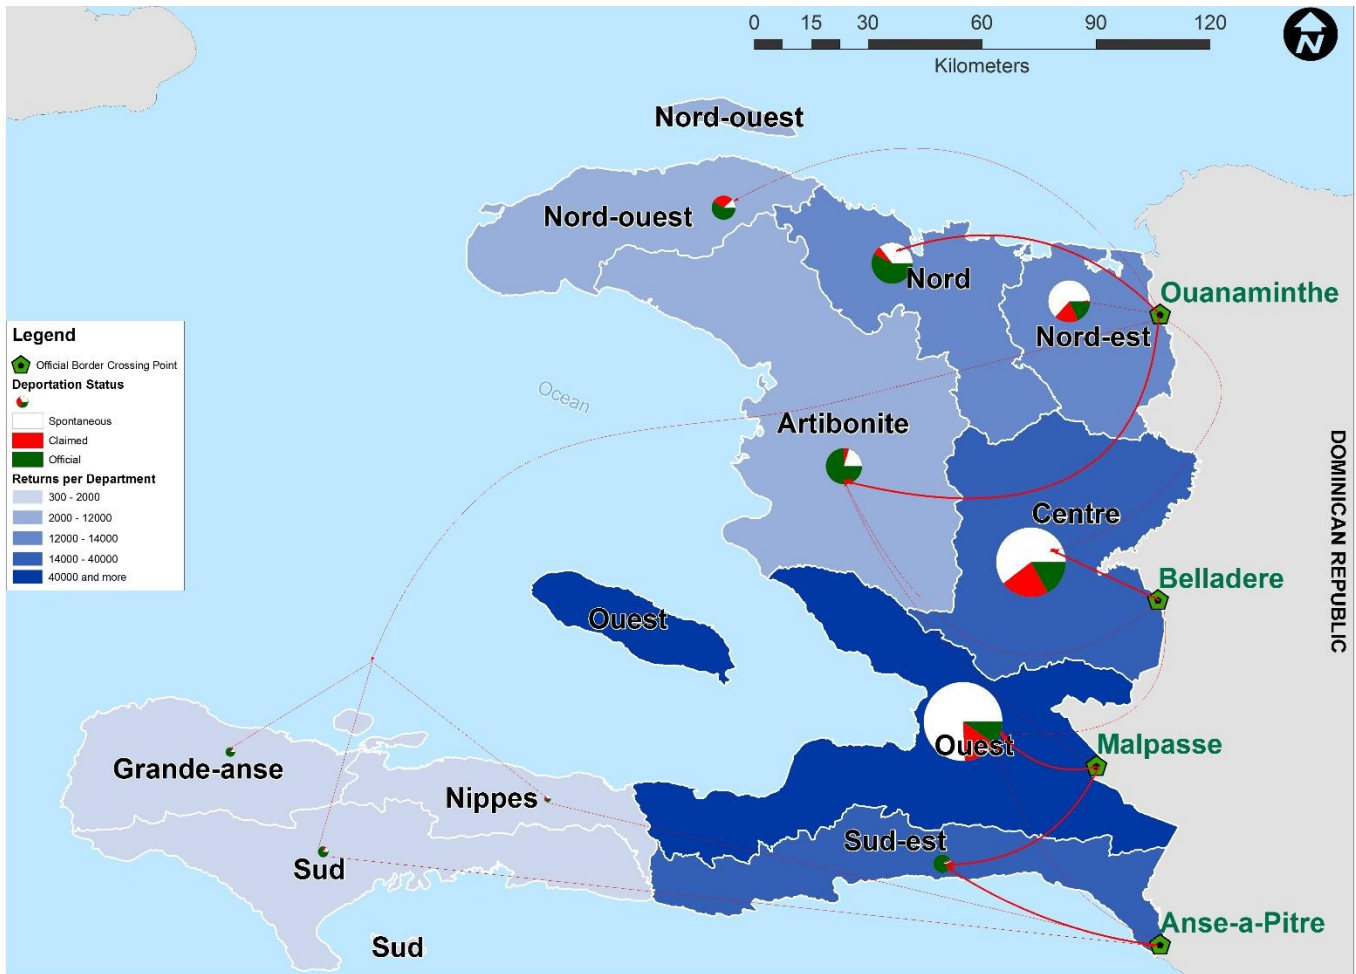 0 15 30 60 90 120
Kilometers
N
Nord-ouest
Nord-ouest
Nord
Ouanaminthe
Nord-est
Legend
Official Border Crossing Point
Deportation Status
Spontaneous
Claimed
Official
Returns per Department
300 - 2000
2000 - 12000
12000 - 14000
14000 - 40000
40000 and more
Ocean
Artibonite
DOMINICAN REPUBLIC
Centre
Belladere
Ouest
Ouest
Malpasse
Grande-anse
Nippes
Sud-est
Sud
Anse-a-Pitre
Sud